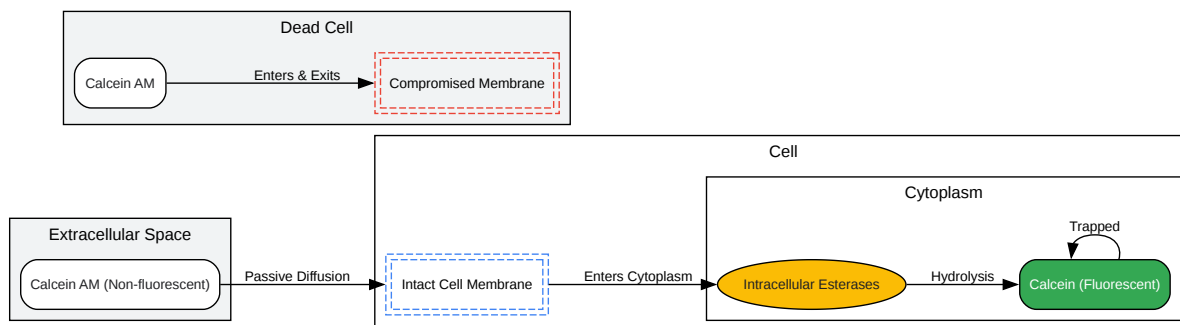 Dead Cell
Calcein AM
Enters & Exits
Compromised Membrane
Cell
Cytoplasm
Extracellular Space
Trapped
Calcein AM (Non-fluorescent)
Passive Diffusion
Intact Cell Membrane
Enters Cytoplasm
Intracellular Esterases
Hydrolysis
Calcein (Fluorescent)